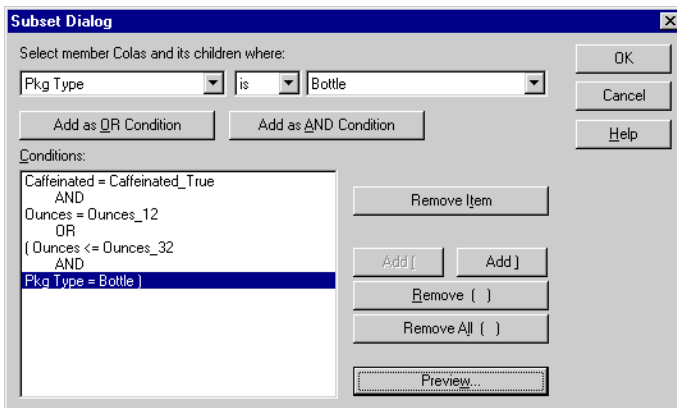 Subset Dialog
Select member Colas and its children where:
OK
Pkg Type is Bottle
Cancel
Add as OR Condition Add as AND Condition
Help
Conditions:
Caffeinated = Caffeinated_True
AND
Remove Item
Ounces = Ounces_12
OR
( Ounces <= Ounces_32
AND
Add ( Add )
Pkg Type = Bottle )
Remove ( )
Remove All ( )
Preview...